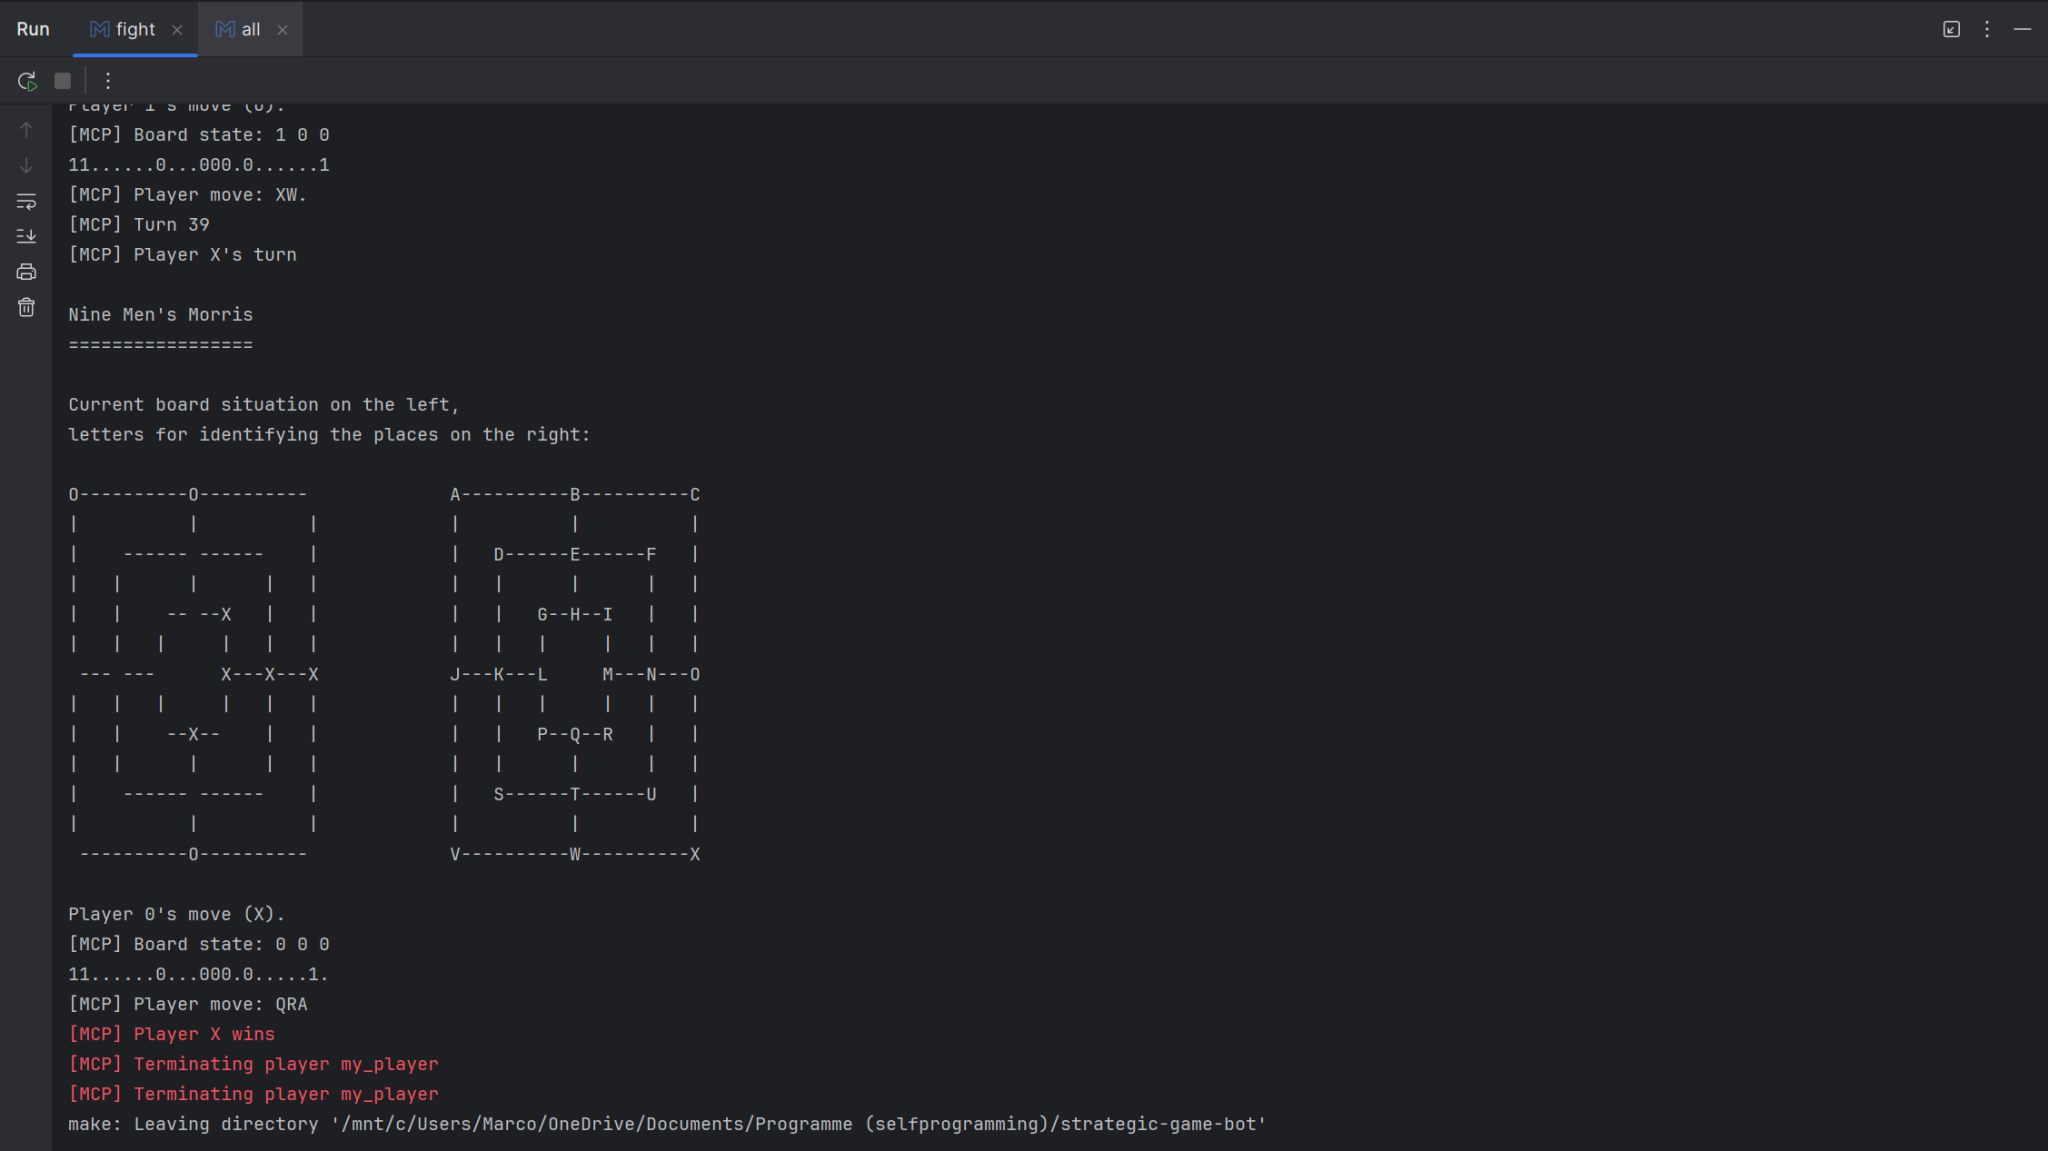 Run fight all
Player 1's move (O).
[MCP] Board state: 1 0 0
11......0...000.0......1
[MCP] Player move: XW.
[MCP] Turn 39
[MCP] Player X's turn
Nine Men's Morris
=================
Current board situation on the left,
letters for identifying the places on the right:
O----------O----------             A----------B----------C
|          |          |            |          |          |
|    ------ ------    |            |   D------E------F   |
|   |      |      |   |            |   |      |      |   |
|   |    -- --X   |   |            |   |   G--H--I   |   |
|   |   |     |   |   |            |   |   |     |   |   |
 --- ---      X---X---X            J---K---L     M---N---O
|   |   |     |   |   |            |   |   |     |   |   |
|   |    --X--    |   |            |   |   P--Q--R   |   |
|   |      |      |   |            |   |      |      |   |
|    ------ ------    |            |   S------T------U   |
|          |          |            |          |          |
 ----------O----------             V----------W----------X
Player 0's move (X).
[MCP] Board state: 0 0 0
11......0...000.0.....1.
[MCP] Player move: QRA
[MCP] Player X wins
[MCP] Terminating player my_player
[MCP] Terminating player my_player
make: Leaving directory '/mnt/c/Users/Marco/OneDrive/Documents/Programme (selfprogramming)/strategic-game-bot'